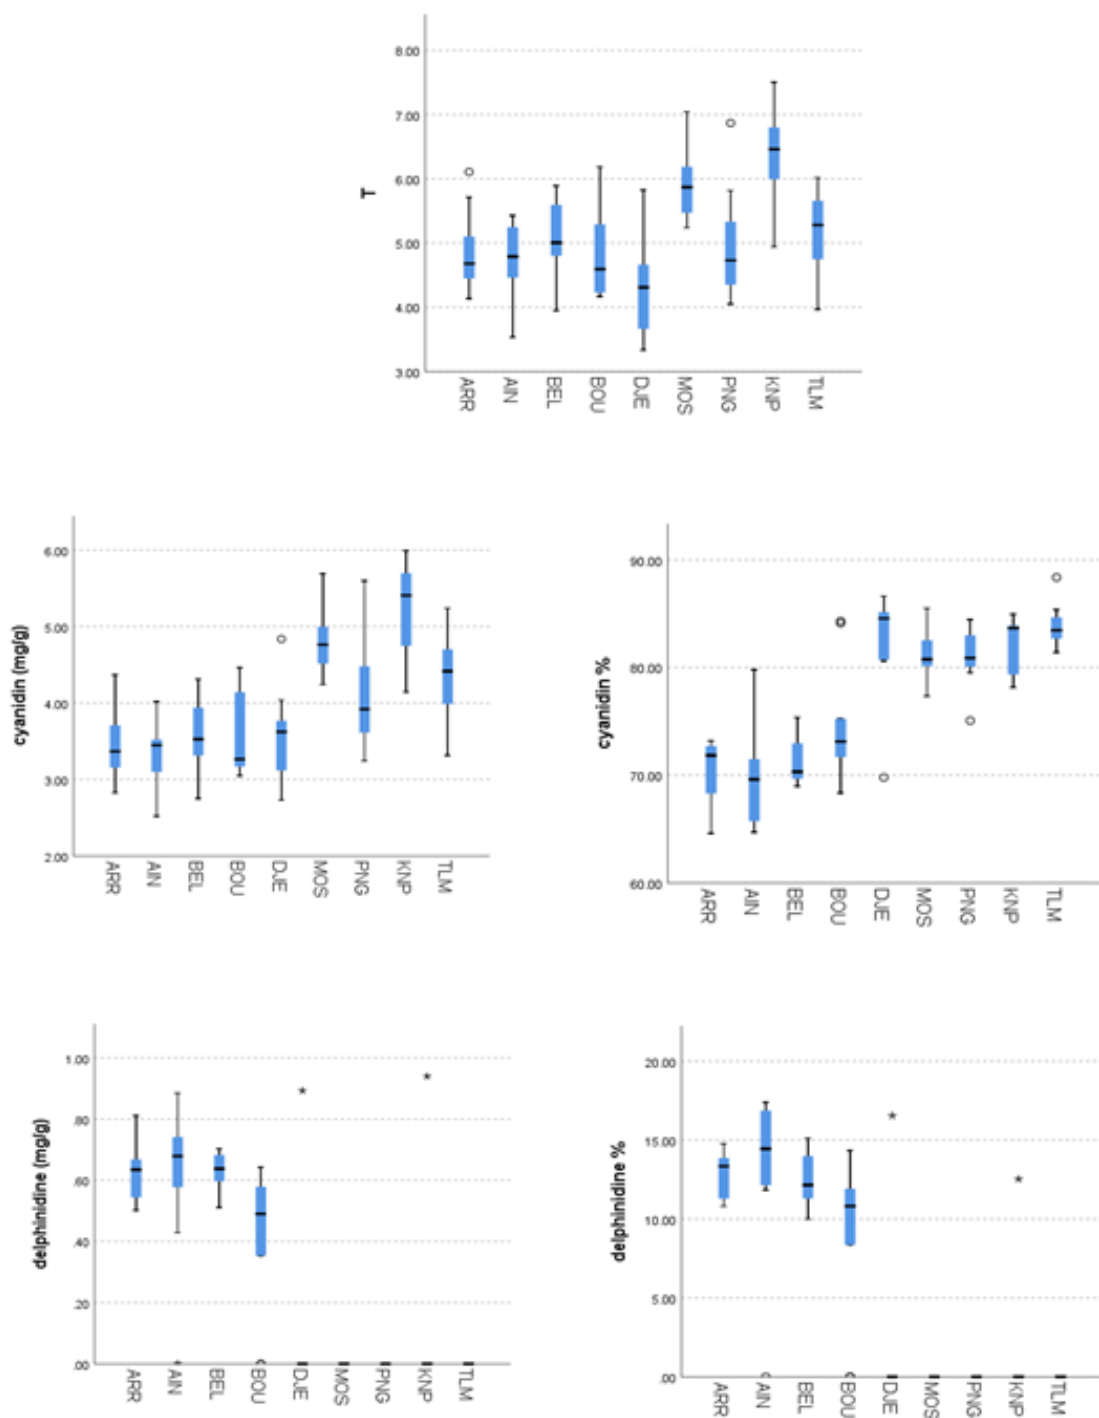 8.00
7.00
6.00
5.00
4.00
3.00
T
ARR AIN BEL BOU DJE MOS PNG KNP TLM
6.00
5.00
4.00
3.00
2.00
cyanidin (mg/g)
ARR AIN BEL BOU DJE MOS PNG KNP TLM
90.00
80.00
70.00
60.00
cyanidin %
ARR AIN BEL BOU DJE MOS PNG KNP TLM
1.00
.80
.60
.40
.20
.00
delphinidine (mg/g)
ARR AIN BEL BOU DJE MOS PNG KNP TLM
20.00
15.00
10.00
5.00
.00
delphinidine %
ARR AIN BEL BOU DJE MOS PNG KNP TLM